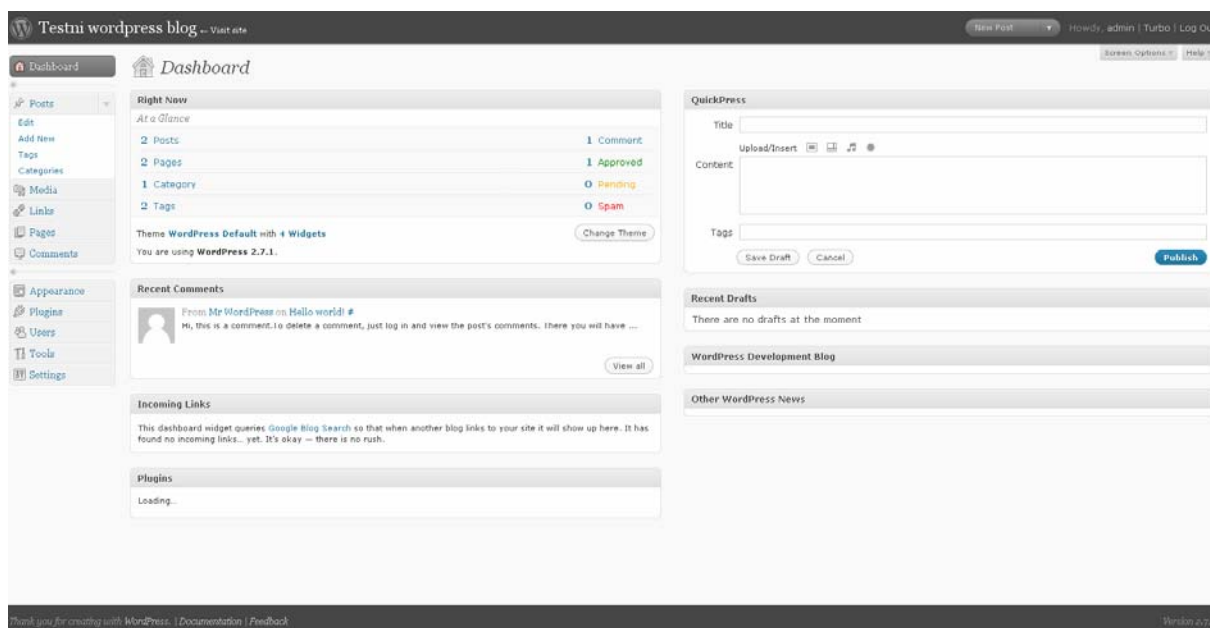 Testni wordpress blog ← Visit site
New Post
Howdy, admin | Turbo | Log Ou
Screen Options
Help
Dashboard
Dashboard
Posts
Edit
Add New
Tags
Categories
Media
Links
Pages
Comments
Appearance
Plugins
Users
Tools
Settings
Right Now
At a Glance
2 Posts 1 Comment
2 Pages 1 Approved
1 Category 0 Pending
2 Tags 0 Spam
Theme WordPress Default with 4 Widgets
Change Theme
You are using WordPress 2.7.1.
Recent Comments
From Mr WordPress on Hello world! #
Hi, this is a comment.To delete a comment, just log in and view the post's comments. There you will have ...
View all
Incoming Links
This dashboard widget queries Google Blog Search so that when another blog links to your site it will show up here. It has
found no incoming links... yet. It's okay — there is no rush.
Plugins
Loading...
QuickPress
Title
Upload/Insert
Content
Tags
Save Draft
Cancel
Publish
Recent Drafts
There are no drafts at the moment
WordPress Development Blog
Other WordPress News
Thank you for creating with WordPress. | Documentation | Feedback
Version 2.7